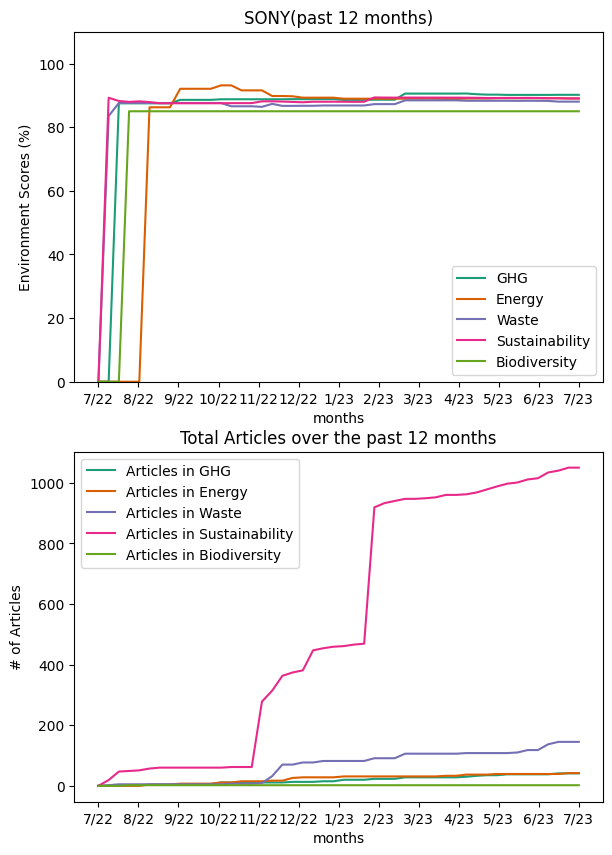 SONY(past 12 months)
Environment Scores (%)
100
80
60
40
20
0
GHG
Energy
Waste
Sustainability
Biodiversity
7/22 8/22 9/22 10/22 11/22 12/22 1/23 2/23 3/23 4/23 5/23 6/23 7/23
months
Total Articles over the past 12 months
# of Articles
1000
800
600
400
200
0
Articles in GHG
Articles in Energy
Articles in Waste
Articles in Sustainability
Articles in Biodiversity
7/22 8/22 9/22 10/22 11/22 12/22 1/23 2/23 3/23 4/23 5/23 6/23 7/23
months